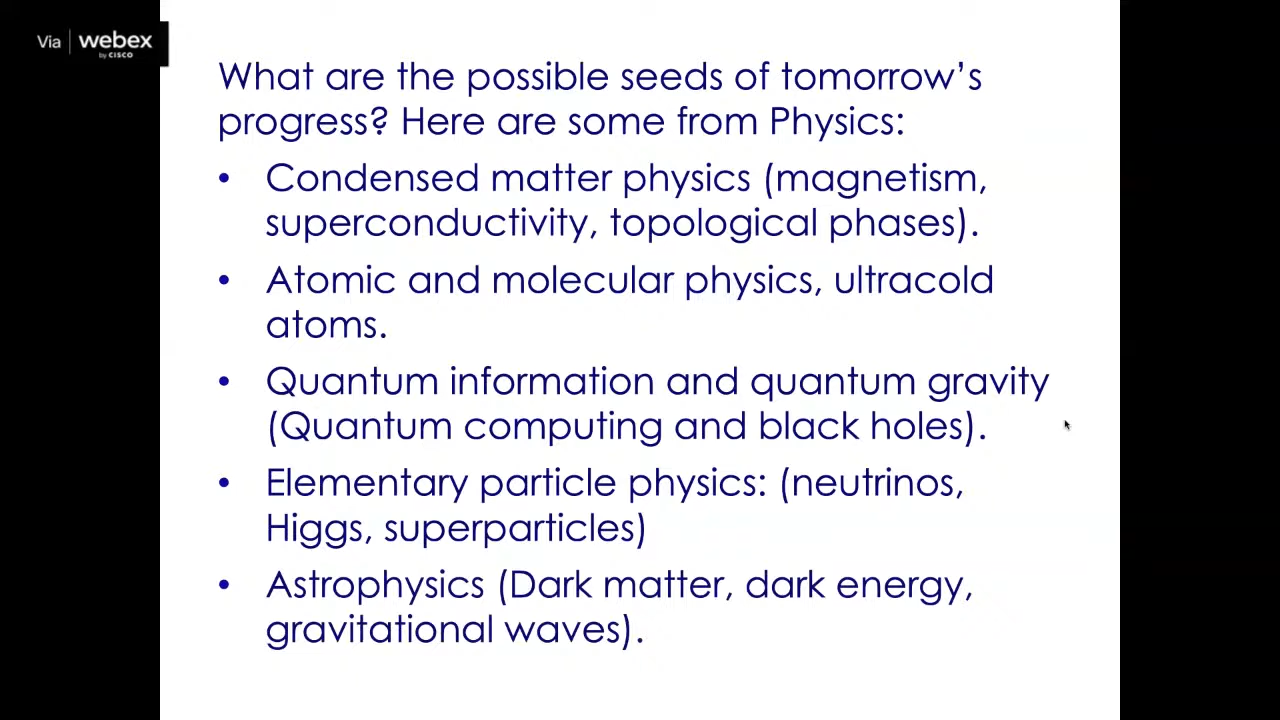 Via | webex
by CISCO
What are the possible seeds of tomorrow's
progress? Here are some from Physics:
• Condensed matter physics (magnetism,
superconductivity, topological phases).
• Atomic and molecular physics, ultracold
atoms.
• Quantum information and quantum gravity
(Quantum computing and black holes).
• Elementary particle physics: (neutrinos,
Higgs, superparticles)
• Astrophysics (Dark matter, dark energy,
gravitational waves).